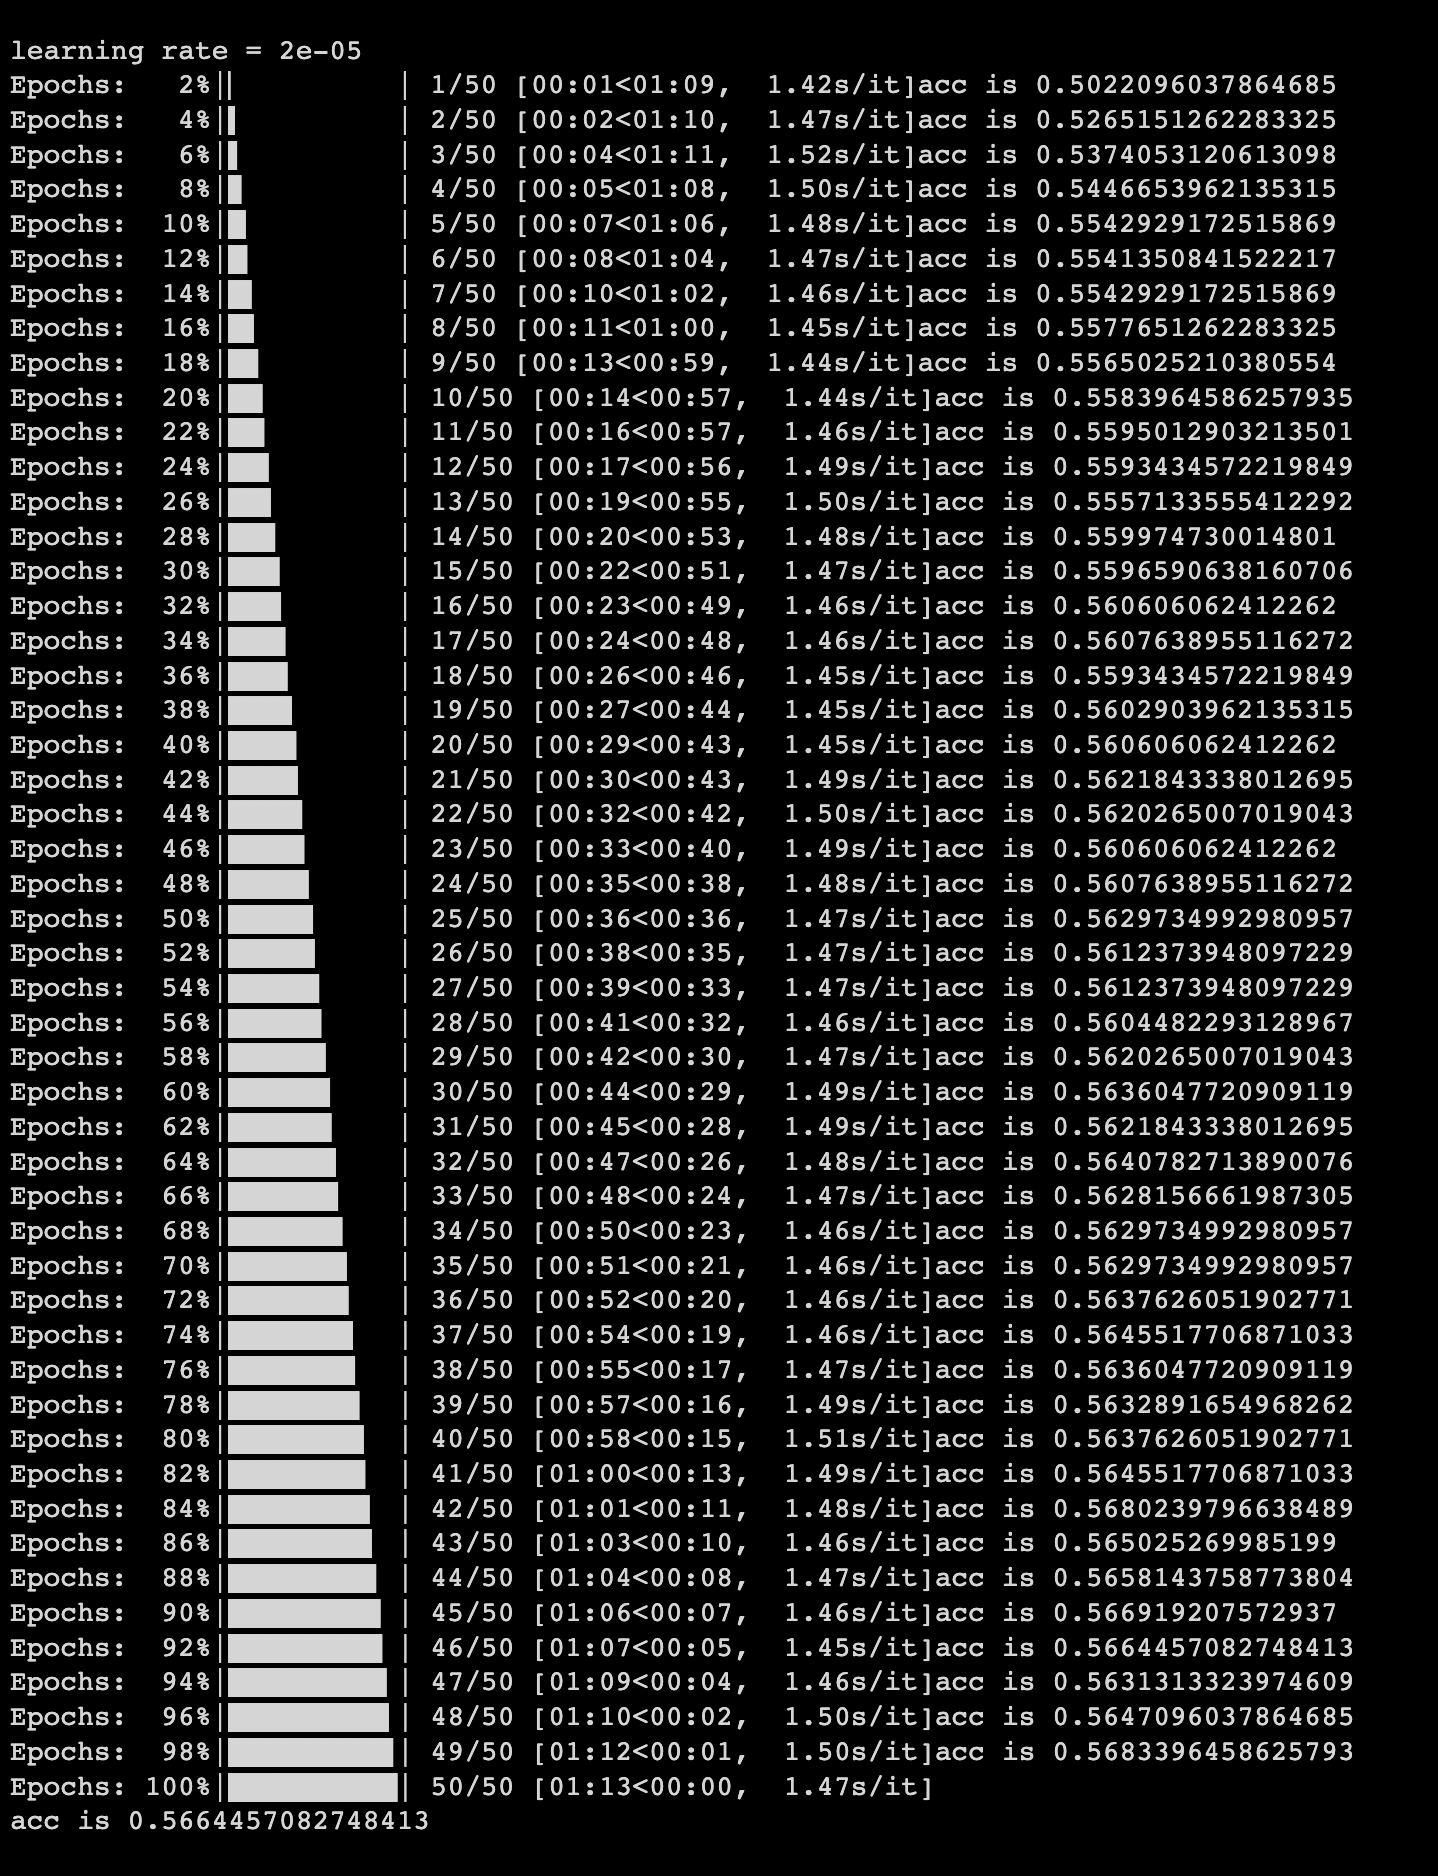 learning rate = 2e-05
Epochs:   2%|▏         | 1/50 [00:01<01:09,  1.42s/it]acc is 0.5022096037864685
Epochs:   4%|▍         | 2/50 [00:02<01:10,  1.47s/it]acc is 0.5265151262283325
Epochs:   6%|▌         | 3/50 [00:04<01:11,  1.52s/it]acc is 0.5374053120613098
Epochs:   8%|▊         | 4/50 [00:05<01:08,  1.50s/it]acc is 0.5446653962135315
Epochs:  10%|█         | 5/50 [00:07<01:06,  1.48s/it]acc is 0.5542929172515869
Epochs:  12%|█▏        | 6/50 [00:08<01:04,  1.47s/it]acc is 0.5541350841522217
Epochs:  14%|█▍        | 7/50 [00:10<01:02,  1.46s/it]acc is 0.5542929172515869
Epochs:  16%|█▌        | 8/50 [00:11<01:00,  1.45s/it]acc is 0.5577651262283325
Epochs:  18%|█▊        | 9/50 [00:13<00:59,  1.44s/it]acc is 0.5565025210380554
Epochs:  20%|██        | 10/50 [00:14<00:57,  1.44s/it]acc is 0.5583964586257935
Epochs:  22%|██▏       | 11/50 [00:16<00:57,  1.46s/it]acc is 0.5595012903213501
Epochs:  24%|██▍       | 12/50 [00:17<00:56,  1.49s/it]acc is 0.5593434572219849
Epochs:  26%|██▌       | 13/50 [00:19<00:55,  1.50s/it]acc is 0.5557133555412292
Epochs:  28%|██▊       | 14/50 [00:20<00:53,  1.48s/it]acc is 0.559974730014801
Epochs:  30%|███       | 15/50 [00:22<00:51,  1.47s/it]acc is 0.5596590638160706
Epochs:  32%|███▏      | 16/50 [00:23<00:49,  1.46s/it]acc is 0.560606062412262
Epochs:  34%|███▍      | 17/50 [00:24<00:48,  1.46s/it]acc is 0.5607638955116272
Epochs:  36%|███▌      | 18/50 [00:26<00:46,  1.45s/it]acc is 0.5593434572219849
Epochs:  38%|███▊      | 19/50 [00:27<00:44,  1.45s/it]acc is 0.5602903962135315
Epochs:  40%|████      | 20/50 [00:29<00:43,  1.45s/it]acc is 0.560606062412262
Epochs:  42%|████▏     | 21/50 [00:30<00:43,  1.49s/it]acc is 0.5621843338012695
Epochs:  44%|████▍     | 22/50 [00:32<00:42,  1.50s/it]acc is 0.5620265007019043
Epochs:  46%|████▌     | 23/50 [00:33<00:40,  1.49s/it]acc is 0.560606062412262
Epochs:  48%|████▊     | 24/50 [00:35<00:38,  1.48s/it]acc is 0.5607638955116272
Epochs:  50%|█████     | 25/50 [00:36<00:36,  1.47s/it]acc is 0.5629734992980957
Epochs:  52%|█████▏    | 26/50 [00:38<00:35,  1.47s/it]acc is 0.5612373948097229
Epochs:  54%|█████▍    | 27/50 [00:39<00:33,  1.47s/it]acc is 0.5612373948097229
Epochs:  56%|█████▌    | 28/50 [00:41<00:32,  1.46s/it]acc is 0.5604482293128967
Epochs:  58%|█████▊    | 29/50 [00:42<00:30,  1.47s/it]acc is 0.5620265007019043
Epochs:  60%|██████    | 30/50 [00:44<00:29,  1.49s/it]acc is 0.5636047720909119
Epochs:  62%|██████▏   | 31/50 [00:45<00:28,  1.49s/it]acc is 0.5621843338012695
Epochs:  64%|██████▍   | 32/50 [00:47<00:26,  1.48s/it]acc is 0.5640782713890076
Epochs:  66%|██████▌   | 33/50 [00:48<00:24,  1.47s/it]acc is 0.5628156661987305
Epochs:  68%|██████▊   | 34/50 [00:50<00:23,  1.46s/it]acc is 0.5629734992980957
Epochs:  70%|███████   | 35/50 [00:51<00:21,  1.46s/it]acc is 0.5629734992980957
Epochs:  72%|███████▏  | 36/50 [00:52<00:20,  1.46s/it]acc is 0.5637626051902771
Epochs:  74%|███████▍  | 37/50 [00:54<00:19,  1.46s/it]acc is 0.5645517706871033
Epochs:  76%|███████▌  | 38/50 [00:55<00:17,  1.47s/it]acc is 0.5636047720909119
Epochs:  78%|███████▊  | 39/50 [00:57<00:16,  1.49s/it]acc is 0.5632891654968262
Epochs:  80%|████████  | 40/50 [00:58<00:15,  1.51s/it]acc is 0.5637626051902771
Epochs:  82%|████████▏ | 41/50 [01:00<00:13,  1.49s/it]acc is 0.5645517706871033
Epochs:  84%|████████▍ | 42/50 [01:01<00:11,  1.48s/it]acc is 0.5680239796638489
Epochs:  86%|████████▌ | 43/50 [01:03<00:10,  1.46s/it]acc is 0.565025269985199
Epochs:  88%|████████▊ | 44/50 [01:04<00:08,  1.47s/it]acc is 0.5658143758773804
Epochs:  90%|█████████ | 45/50 [01:06<00:07,  1.46s/it]acc is 0.566919207572937
Epochs:  92%|█████████▏| 46/50 [01:07<00:05,  1.45s/it]acc is 0.5664457082748413
Epochs:  94%|█████████▍| 47/50 [01:09<00:04,  1.46s/it]acc is 0.5631313323974609
Epochs:  96%|█████████▌| 48/50 [01:10<00:02,  1.50s/it]acc is 0.5647096037864685
Epochs:  98%|█████████▊| 49/50 [01:12<00:01,  1.50s/it]acc is 0.5683396458625793
Epochs: 100%|██████████| 50/50 [01:13<00:00,  1.47s/it]
acc is 0.5664457082748413